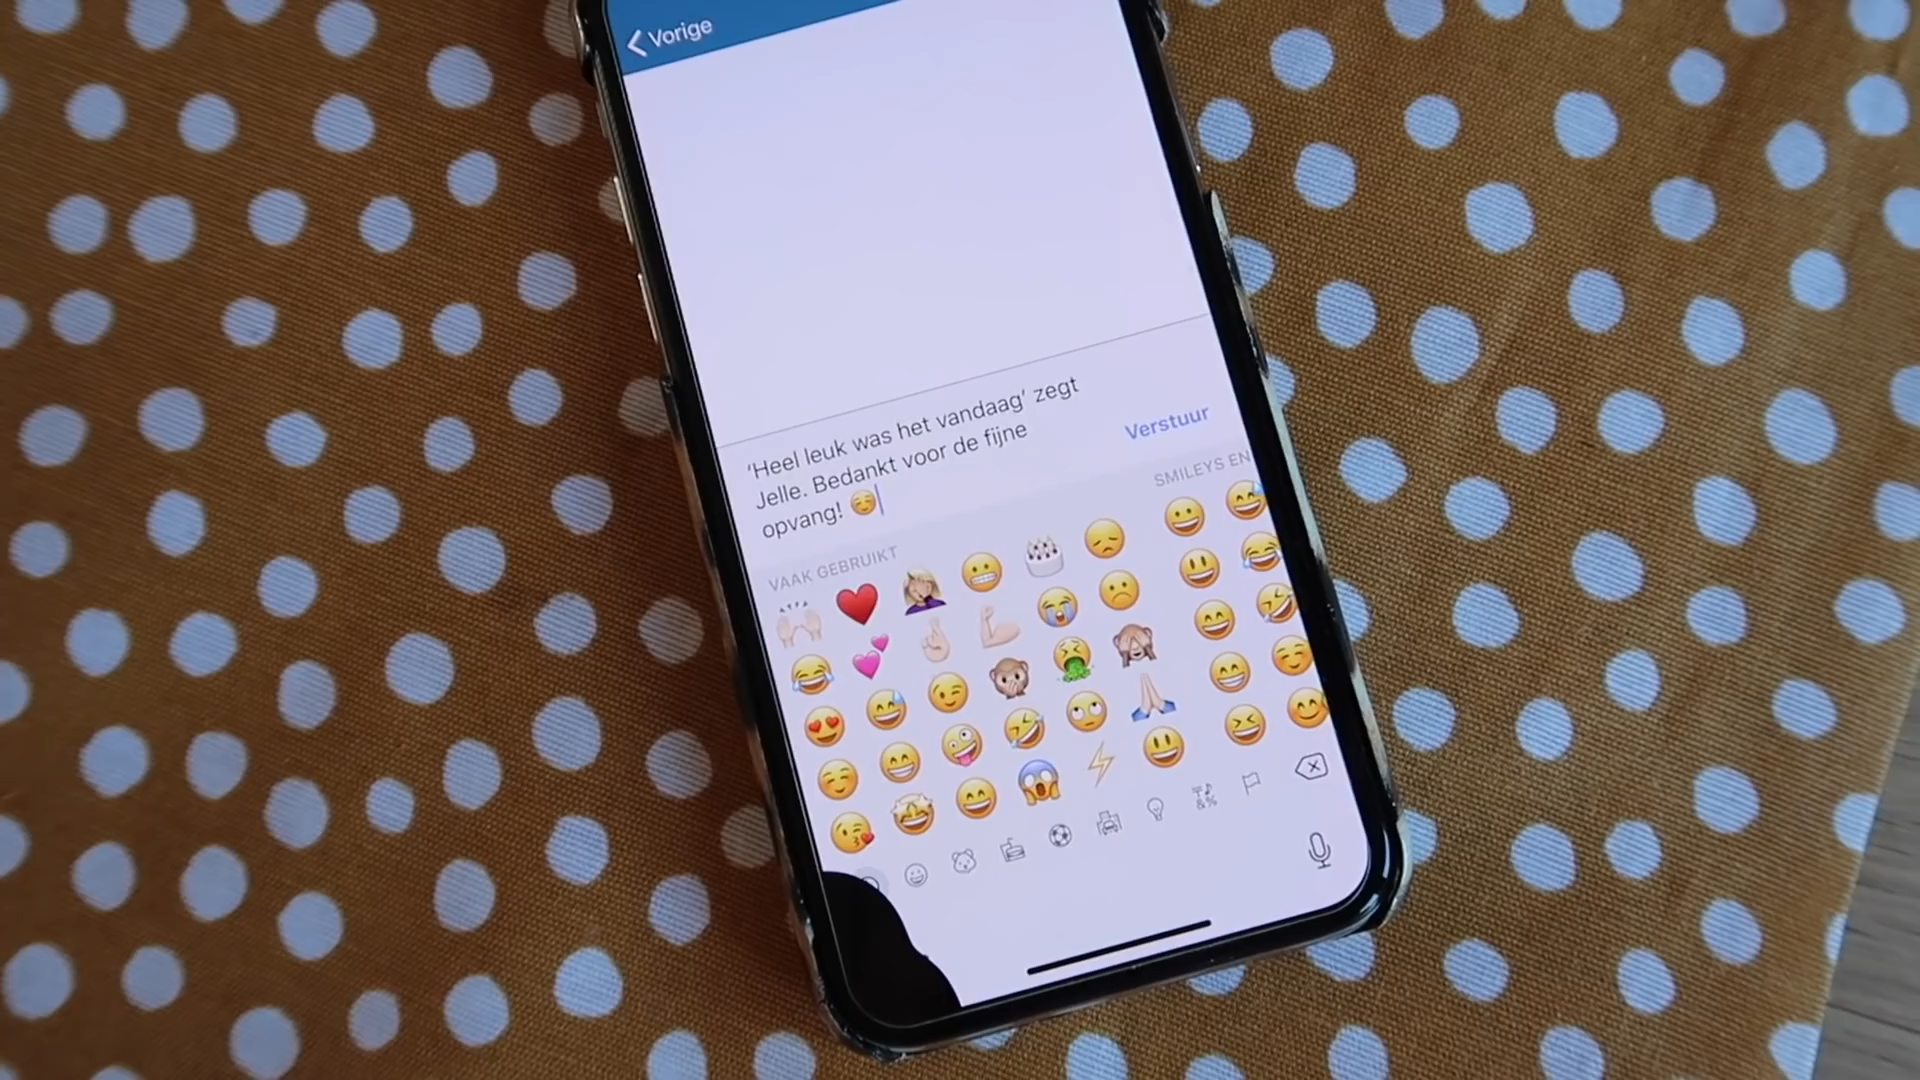 Vorige
‘Heel leuk was het vandaag’ zegt
Jelle. Bedankt voor de fijne
opvang! ☺️
Verstuur
VAAK GEBRUIKT
SMILEYS EN